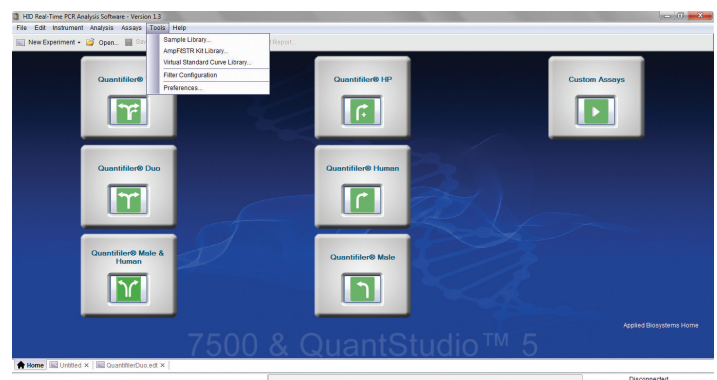 HID Real-Time PCR Analysis Software - Version 1.3
File Edit Instrument Analysis Assays Tools Help
New Experiment Open... Report...
Sample Library...
AmpFℓSTR Kit Library...
Virtual Standard Curve Library...
Filter Configuration
Preferences...
Quantifiler®
Quantifiler® HP
Custom Assays
Quantifiler® Duo
Quantifiler® Human
Quantifiler® Male &
Human
Quantifiler® Male
Applied Biosystems Home
7500 & QuantStudio™ 5
Home Untitled × QuantifilerDuo.edt ×
Disconnected